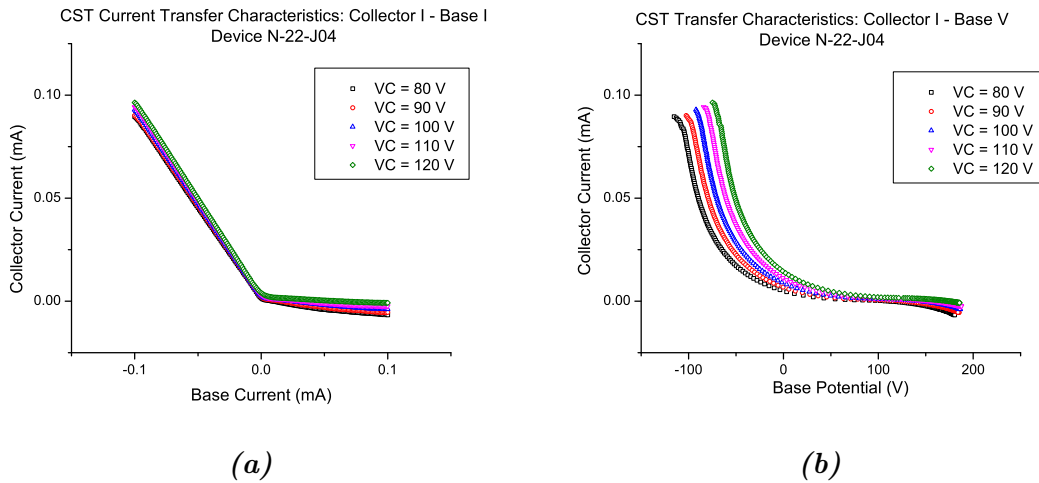 CST Current Transfer Characteristics: Collector I - Base I
Device N-22-J04
VC = 80 V
VC = 90 V
VC = 100 V
VC = 110 V
VC = 120 V
Collector Current (mA)
0.10
0.05
0.00
-0.1
0.0
0.1
Base Current (mA)
(a)
CST Transfer Characteristics: Collector I - Base V
Device N-22-J04
VC = 80 V
VC = 90 V
VC = 100 V
VC = 110 V
VC = 120 V
Collector Current (mA)
0.10
0.05
0.00
-100
0
100
200
Base Potential (V)
(b)